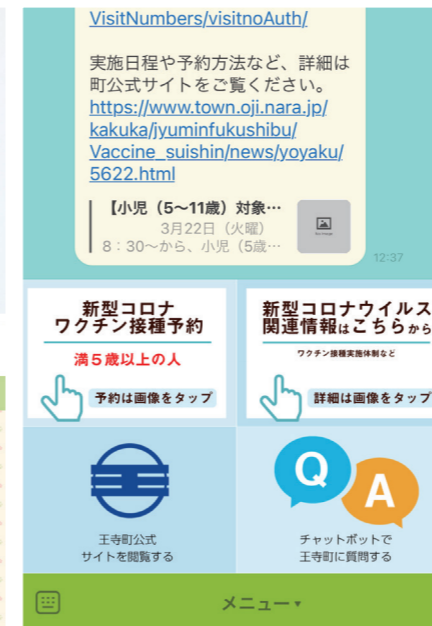 VisitNumbers/visitnoAuth/
実施日程や予約方法など、詳細は
町公式サイトをご覧ください。
https://www.town.oji.nara.jp/
kakuka/jyuminfukushibu/
Vaccine_suishin/news/yoyaku/
5622.html
【小児（5～11歳）対象…
3月22日（火曜）
8：30～から、小児（5歳…
12:37
新型コロナ
ワクチン接種予約
満５歳以上の人
予約は画像をタップ
新型コロナウイルス
関連情報はこちらから
ワクチン接種実施体制など
詳細は画像をタップ
王寺町公式
サイトを閲覧する
Q
A
チャットボットで
王寺町に質問する
メニュー▼